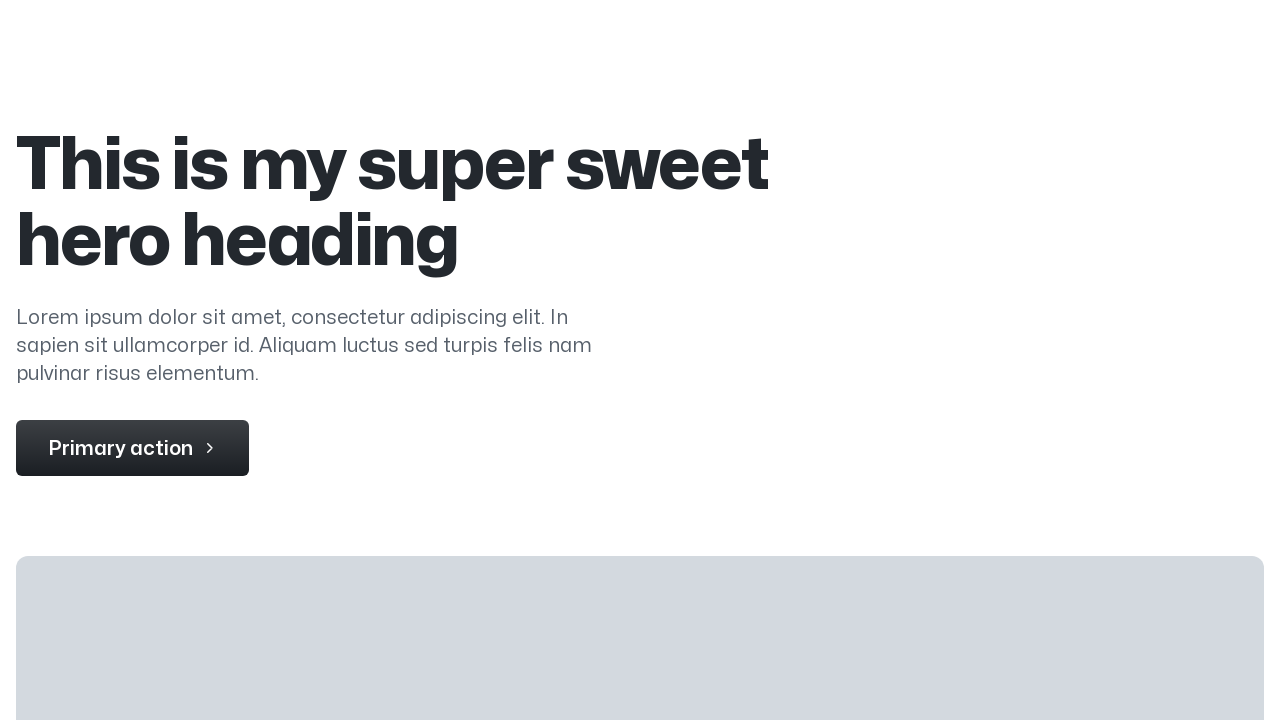 This is my super sweet
hero heading
Lorem ipsum dolor sit amet, consectetur adipiscing elit. In
sapien sit ullamcorper id. Aliquam luctus sed turpis felis nam
pulvinar risus elementum.
Primary action